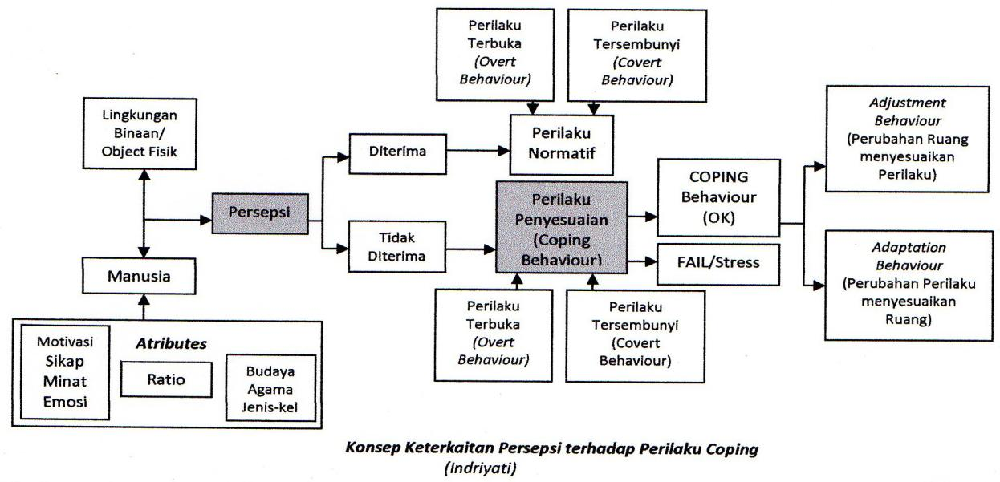 Perilaku
Terbuka
(Overt
Behaviour)
Perilaku
Tersembunyi
(Covert
Behaviour)
Lingkungan
Binaan/
Object Fisik
Diterima
Perilaku
Normatif
Adjustment
Behaviour
(Perubahan Ruang
menyesuaikan
Perilaku)
Persepsi
Perilaku
Penyesuaian
(Coping
Behaviour)
COPING
Behaviour
(OK)
Tidak
DIterima
FAIL/Stress
Adaptation
Behaviour
(Perubahan Perilaku
menyesuaikan
Ruang)
Manusia
Perilaku
Terbuka
(Overt
Behaviour)
Perilaku
Tersembunyi
(Covert
Behaviour)
Motivasi
Sikap
Minat
Emosi
Atributes
Ratio
Budaya
Agama
Jenis-kel
Konsep Keterkaitan Persepsi terhadap Perilaku Coping
(Indriyati)